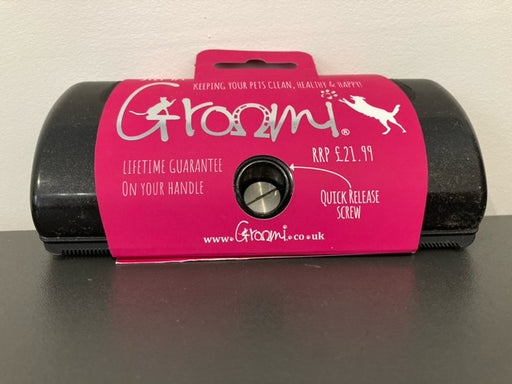 KEEPING YOUR PETS CLEAN, HEALTHY & HAPPY!
Groomi®
RRP £21.99
LIFETIME GUARANTEE
ON YOUR HANDLE
QUICK RELEASE
SCREW
www.Groomi.co.uk